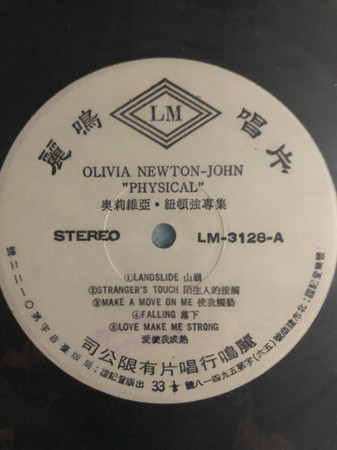 麗鳴唱片
LM
OLIVIA NEWTON-JOHN
"PHYSICAL"
奧莉維亞·紐頓強專集
STEREO LM-3128-A
①LANDSLIDE 山崩
②STRANGER'S TOUCH 陌生人的接觸
③MAKE A MOVE ON ME 使我觸動
④FALLING 落下
⑤LOVE MAKE ME STRONG
愛使我成熟
麗鳴行唱片有限公司
33⅓